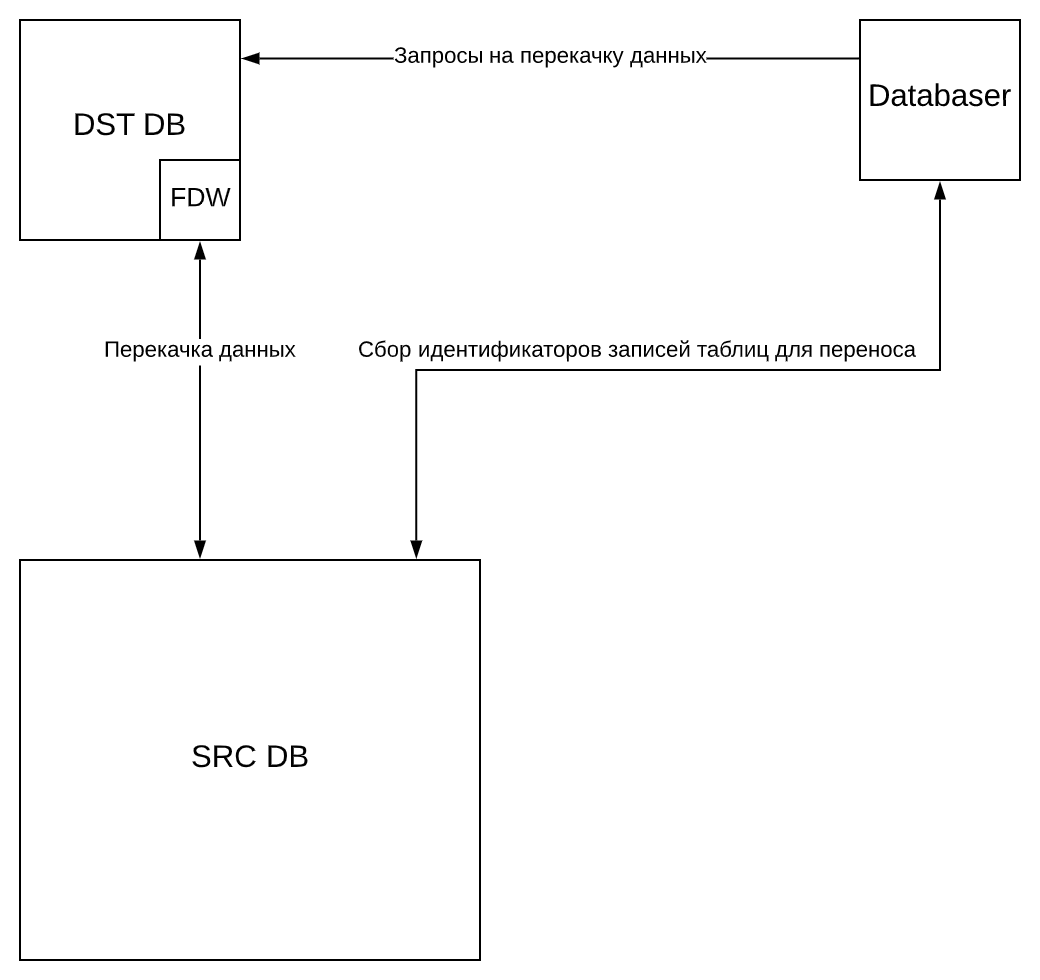 Запросы на перекачку данных
Databaser
DST DB
FDW
Перекачка данных
Сбор идентификаторов записей таблиц для переноса
SRC DB